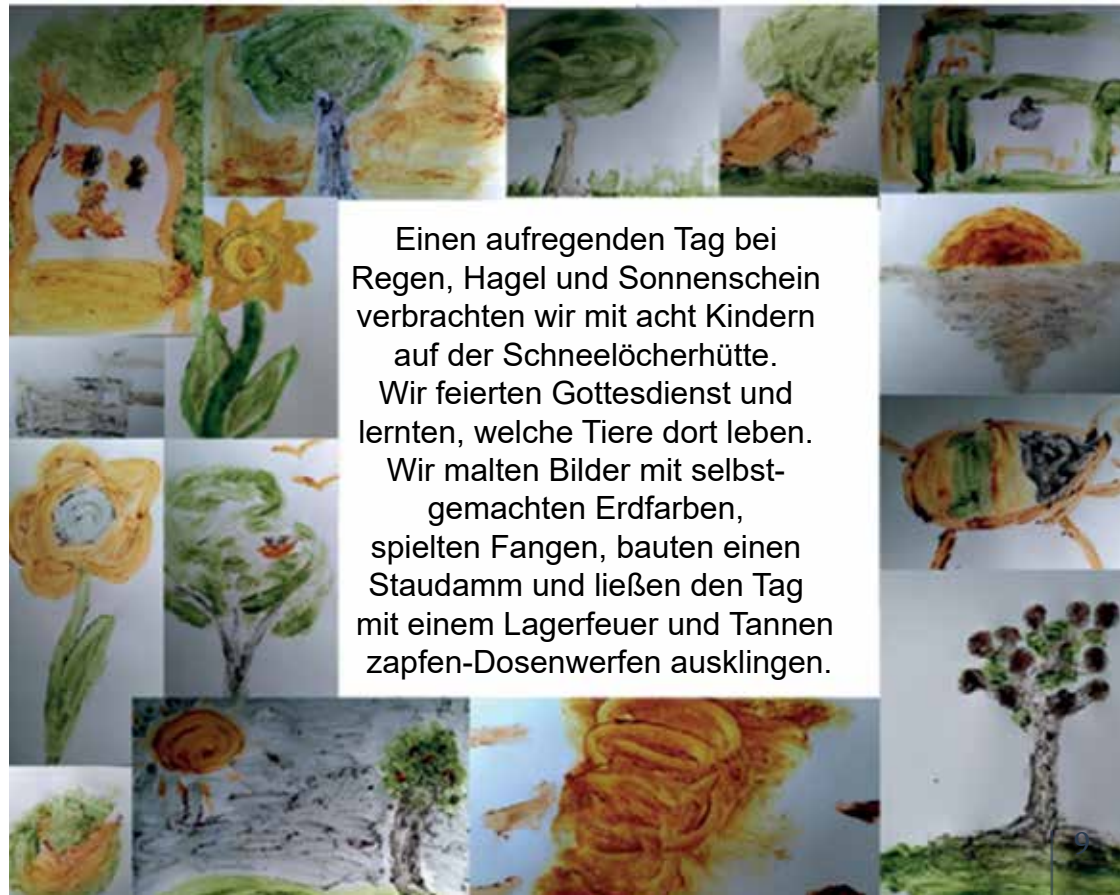 Einen aufregenden Tag bei
Regen, Hagel und Sonnenschein
verbrachten wir mit acht Kindern
auf der Schneelöcherhütte.
Wir feierten Gottesdienst und
lernten, welche Tiere dort leben.
Wir malten Bilder mit selbst-
gemachten Erdfarben,
spielten Fangen, bauten einen
Staudamm und ließen den Tag
mit einem Lagerfeuer und Tannen
zapfen-Dosenwerfen ausklingen.
9